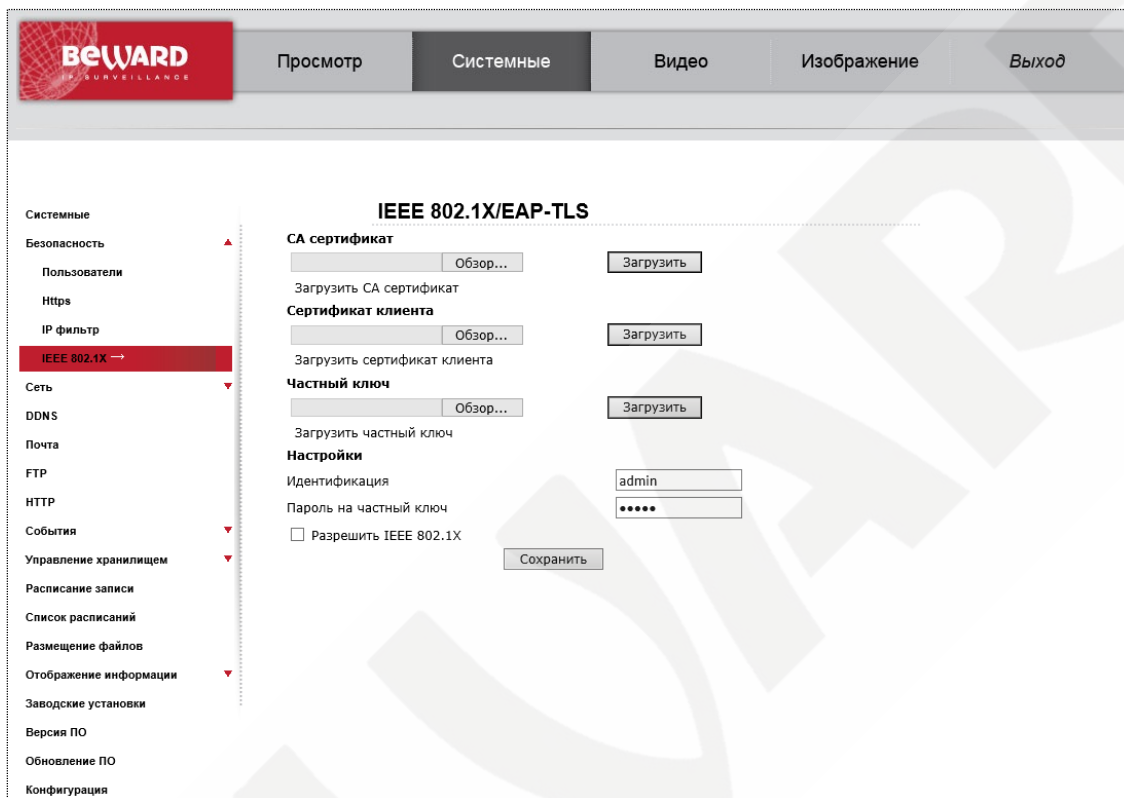 BEWARD
IP SURVEILLANCE
Просмотр
Системные
Видео
Изображение
Выход
Системные
Безопасность
Пользователи
Https
IP фильтр
IEEE 802.1X →
Сеть
DDNS
Почта
FTP
HTTP
События
Управление хранилищем
Расписание записи
Список расписаний
Размещение файлов
Отображение информации
Заводские установки
Версия ПО
Обновление ПО
Конфигурация
IEEE 802.1X/EAP-TLS
СА сертификат
Обзор... Загрузить
Загрузить СА сертификат
Сертификат клиента
Обзор... Загрузить
Загрузить сертификат клиента
Частный ключ
Обзор... Загрузить
Загрузить частный ключ
Настройки
Идентификация admin
Пароль на частный ключ •••••
Разрешить IEEE 802.1X
Сохранить